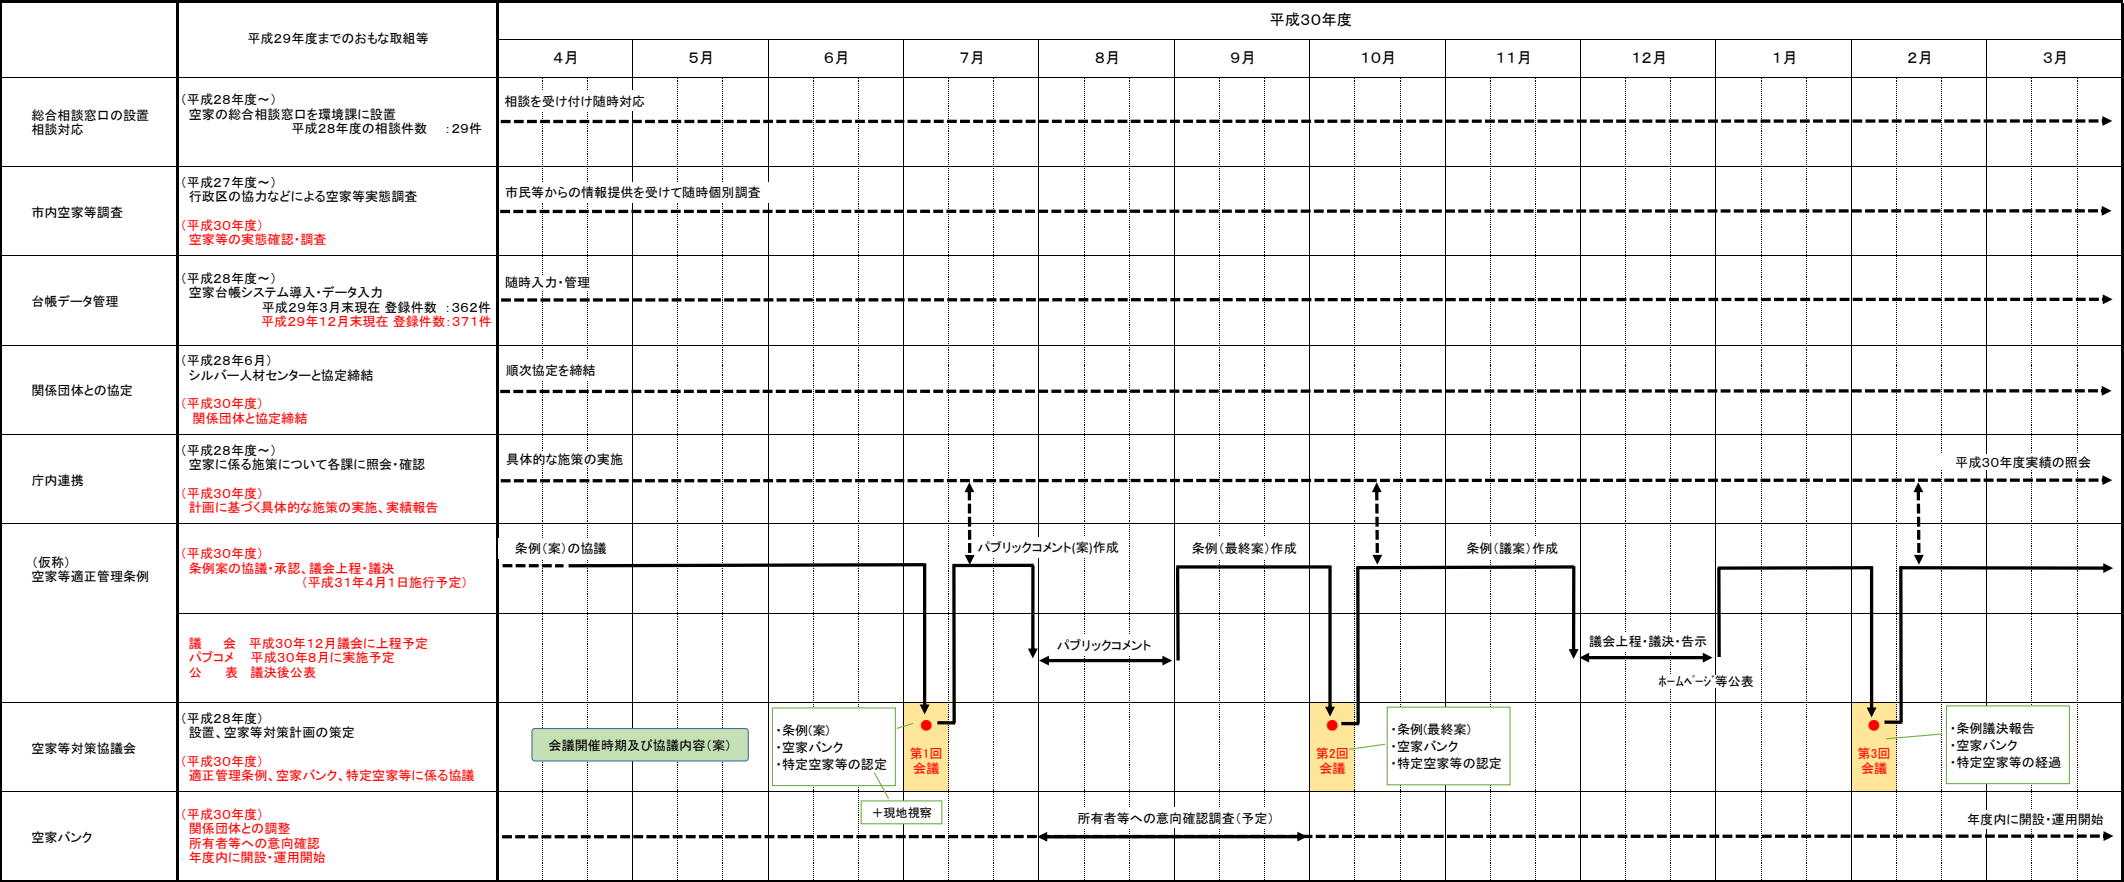 平成29年度までのおもな取組等
平成30年度
4月
5月
6月
7月
8月
9月
10月
11月
12月
1月
2月
3月
総合相談窓口の設置
相談対応
(平成28年度～)
空家の総合相談窓口を環境課に設置
平成28年度の相談件数　：29件
相談を受け付け随時対応
市内空家等調査
(平成27年度～)
行政区の協力などによる空家等実態調査
(平成30年度)
空家等の実態確認・調査
市民等からの情報提供を受けて随時個別調査
台帳データ管理
(平成28年度～)
空家台帳システム導入・データ入力
平成29年3月末現在 登録件数 ：362件
平成29年12月末現在 登録件数：371件
随時入力・管理
関係団体との協定
(平成28年6月)
シルバー人材センターと協定締結
(平成30年度)
関係団体と協定締結
順次協定を締結
庁内連携
(平成28年度～)
空家に係る施策について各課に照会・確認
(平成30年度)
計画に基づく具体的な施策の実施、実績報告
具体的な施策の実施
平成30年度実績の照会
(仮称)
空家等適正管理条例
(平成30年度)
条例案の協議・承認、議会上程・議決
(平成31年4月1日施行予定)
条例(案)の協議
パブリックコメント(案)作成
条例(最終案)作成
条例(議案)作成
議　会　平成30年12月議会に上程予定
パブコメ　平成30年8月に実施予定
公　表　議決後公表
パブリックコメント
議会上程・議決・告示
ﾎｰﾑﾍﾟｰｼﾞ等公表
空家等対策協議会
(平成28年度)
設置、空家等対策計画の策定
(平成30年度)
適正管理条例、空家バンク、特定空家等に係る協議
会議開催時期及び協議内容(案)
・条例(案)
・空家バンク
・特定空家等の認定
＋現地視察
第1回
会議
第2回
会議
・条例(最終案)
・空家バンク
・特定空家等の認定
第3回
会議
・条例議決報告
・空家バンク
・特定空家等の経過
空家バンク
(平成30年度)
関係団体との調整
所有者等への意向確認
年度内に開設・運用開始
所有者等への意向確認調査(予定)
年度内に開設・運用開始